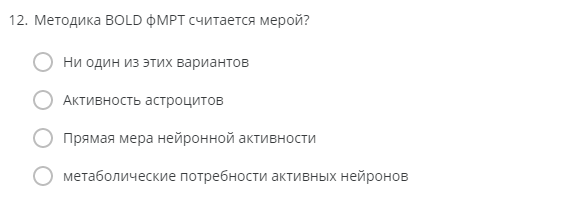 12. Методика BOLD фМРТ считается мерой?
Ни один из этих вариантов
Активность астроцитов
Прямая мера нейронной активности
метаболические потребности активных нейронов